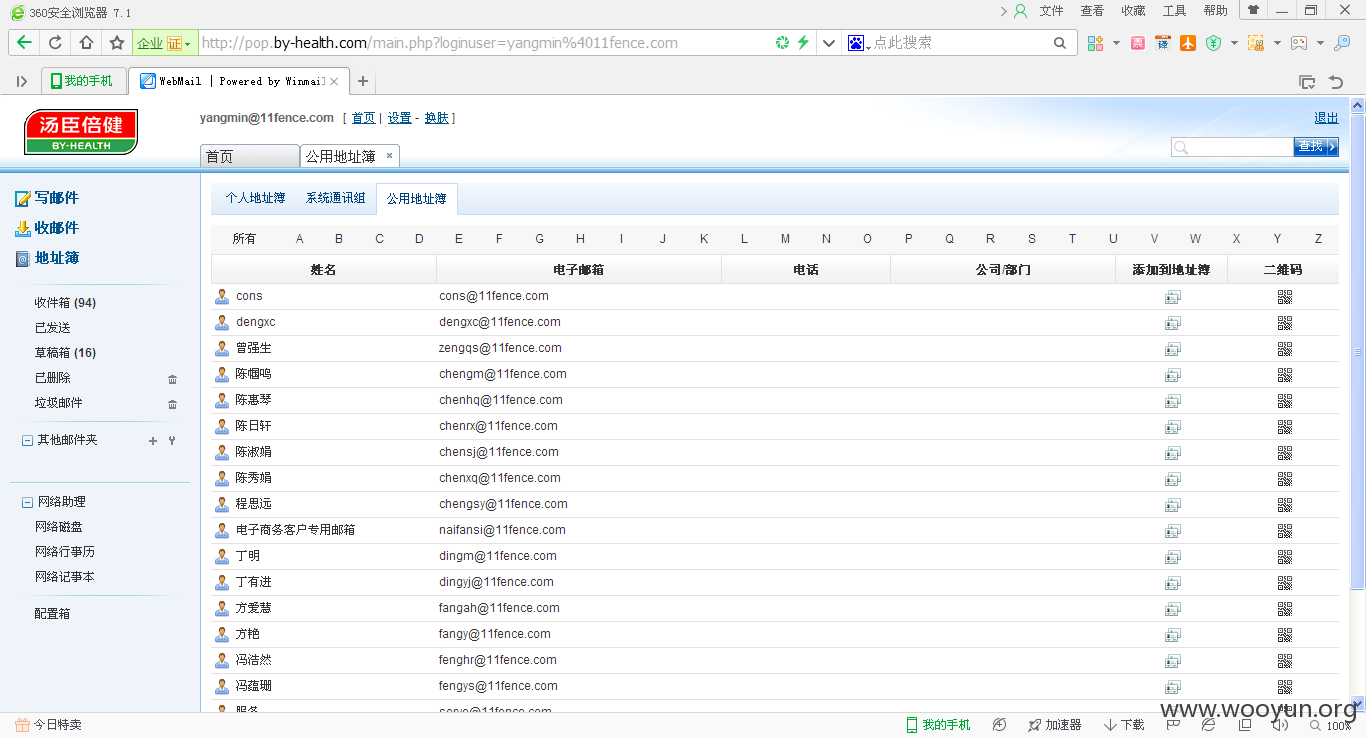 360安全浏览器 7.1
文件 查看 收藏 工具 帮助
企业 证 http://pop.by-health.com/main.php?loginuser=yangmin%4011fence.com 点此搜索
我的手机 WebMail | Powered by Winmail
汤臣倍健
BY-HEALTH
yangmin@11fence.com [ 首页 | 设置 - 换肤 ] 退出
首页 公用地址簿 × 查找
写邮件
收邮件
地址簿
收件箱 (94)
已发送
草稿箱 (16)
已删除
垃圾邮件
其他邮件夹
网络助理
网络磁盘
网络行事历
网络记事本
配置箱
个人地址簿 系统通讯组 公用地址簿
所有 A B C D E F G H I J K L M N O P Q R S T U V W X Y Z
姓名 电子邮箱 电话 公司/部门 添加到地址簿 二维码
cons cons@11fence.com
dengxc dengxc@11fence.com
曾强生 zengqs@11fence.com
陈帼鸣 chengm@11fence.com
陈惠琴 chenhq@11fence.com
陈日轩 chenrx@11fence.com
陈淑娟 chensj@11fence.com
陈秀娟 chenxq@11fence.com
程思远 chengsy@11fence.com
电子商务客户专用邮箱 naifansi@11fence.com
丁明 dingm@11fence.com
丁有进 dingyj@11fence.com
方爱慧 fangah@11fence.com
方艳 fangy@11fence.com
冯浩然 fenghr@11fence.com
冯蕴珊 fengys@11fence.com
服务
www.wooyun.org
今日特卖 我的手机 加速器 下载 100%